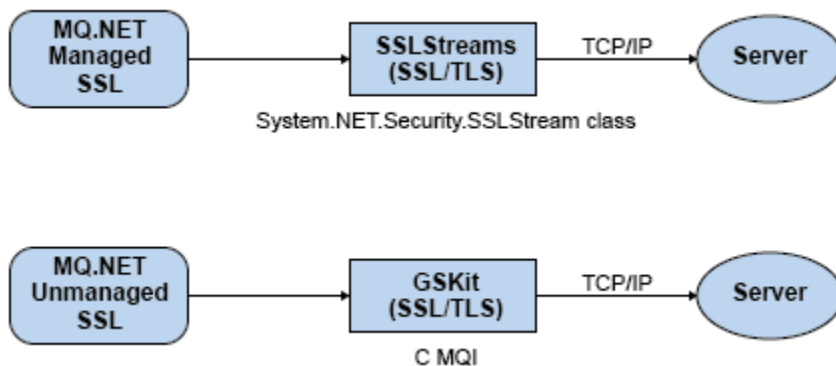 MQ.NET
Managed
SSL
SSLStreams
(SSL/TLS)
TCP/IP
Server
System.NET.Security.SSLStream class
MQ.NET
Unmanaged
SSL
GSKit
(SSL/TLS)
TCP/IP
Server
C MQI